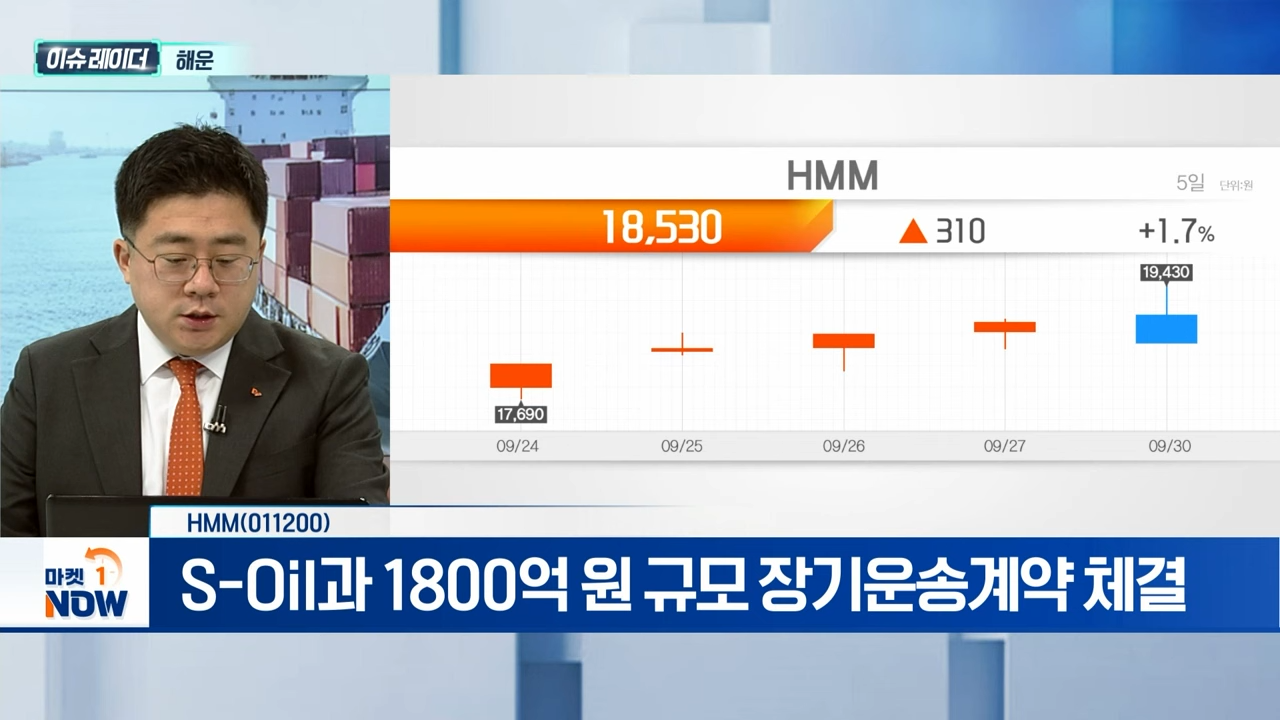 이슈레이더 해운
HMM
5일 단위:원
18,530 ▲310 +1.7%
19,430
17,690
09/24 09/25 09/26 09/27 09/30
HMM(011200)
마켓 1
NOW
S-Oil과 1800억 원 규모 장기운송계약 체결